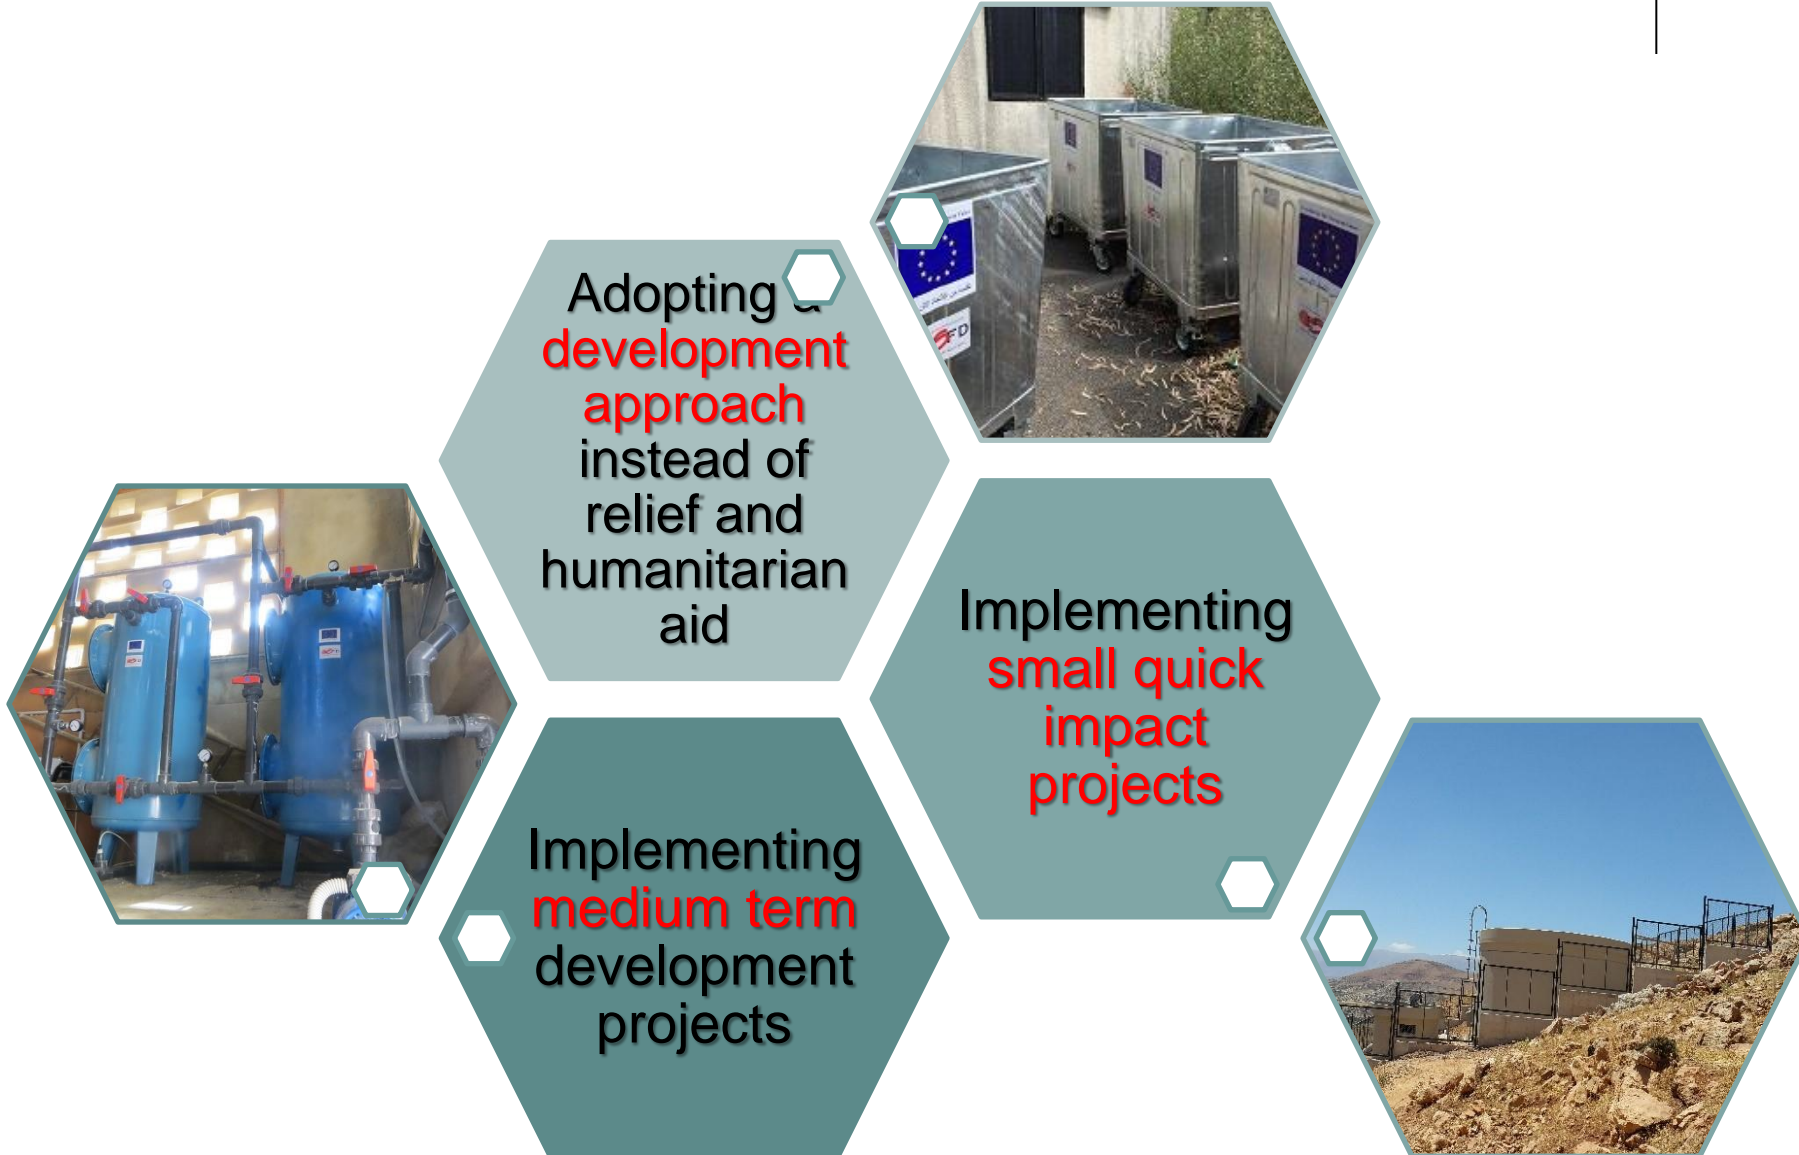 Adopting a
development
approach
instead of
relief and
humanitarian
aid
Implementing
small quick
impact
projects
Implementing
medium term
development
projects